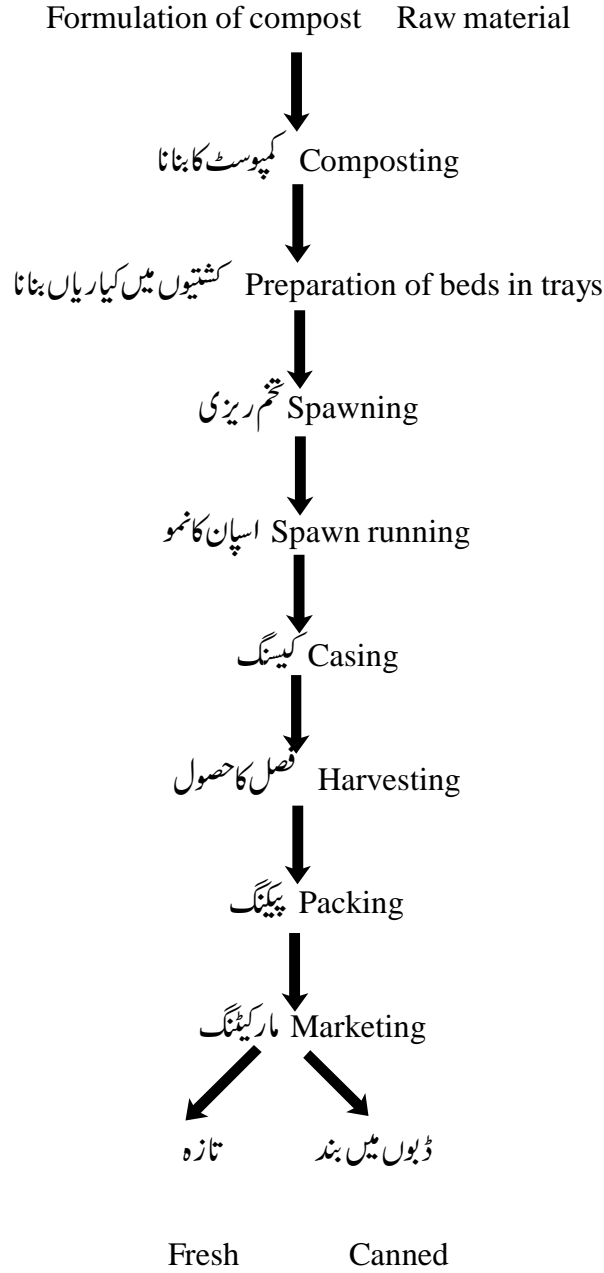 Formulation of compost Raw material
کمپوسٹ کا بنانا Composting
کشتیوں میں کیاریاں بنانا Preparation of beds in trays
تخم ریزی Spawning
اسپان کا نمو Spawn running
کیسنگ Casing
فصل کا حصول Harvesting
پیکنگ Packing
مارکیٹنگ Marketing
تازہ ڈبوں میں بند
Fresh Canned